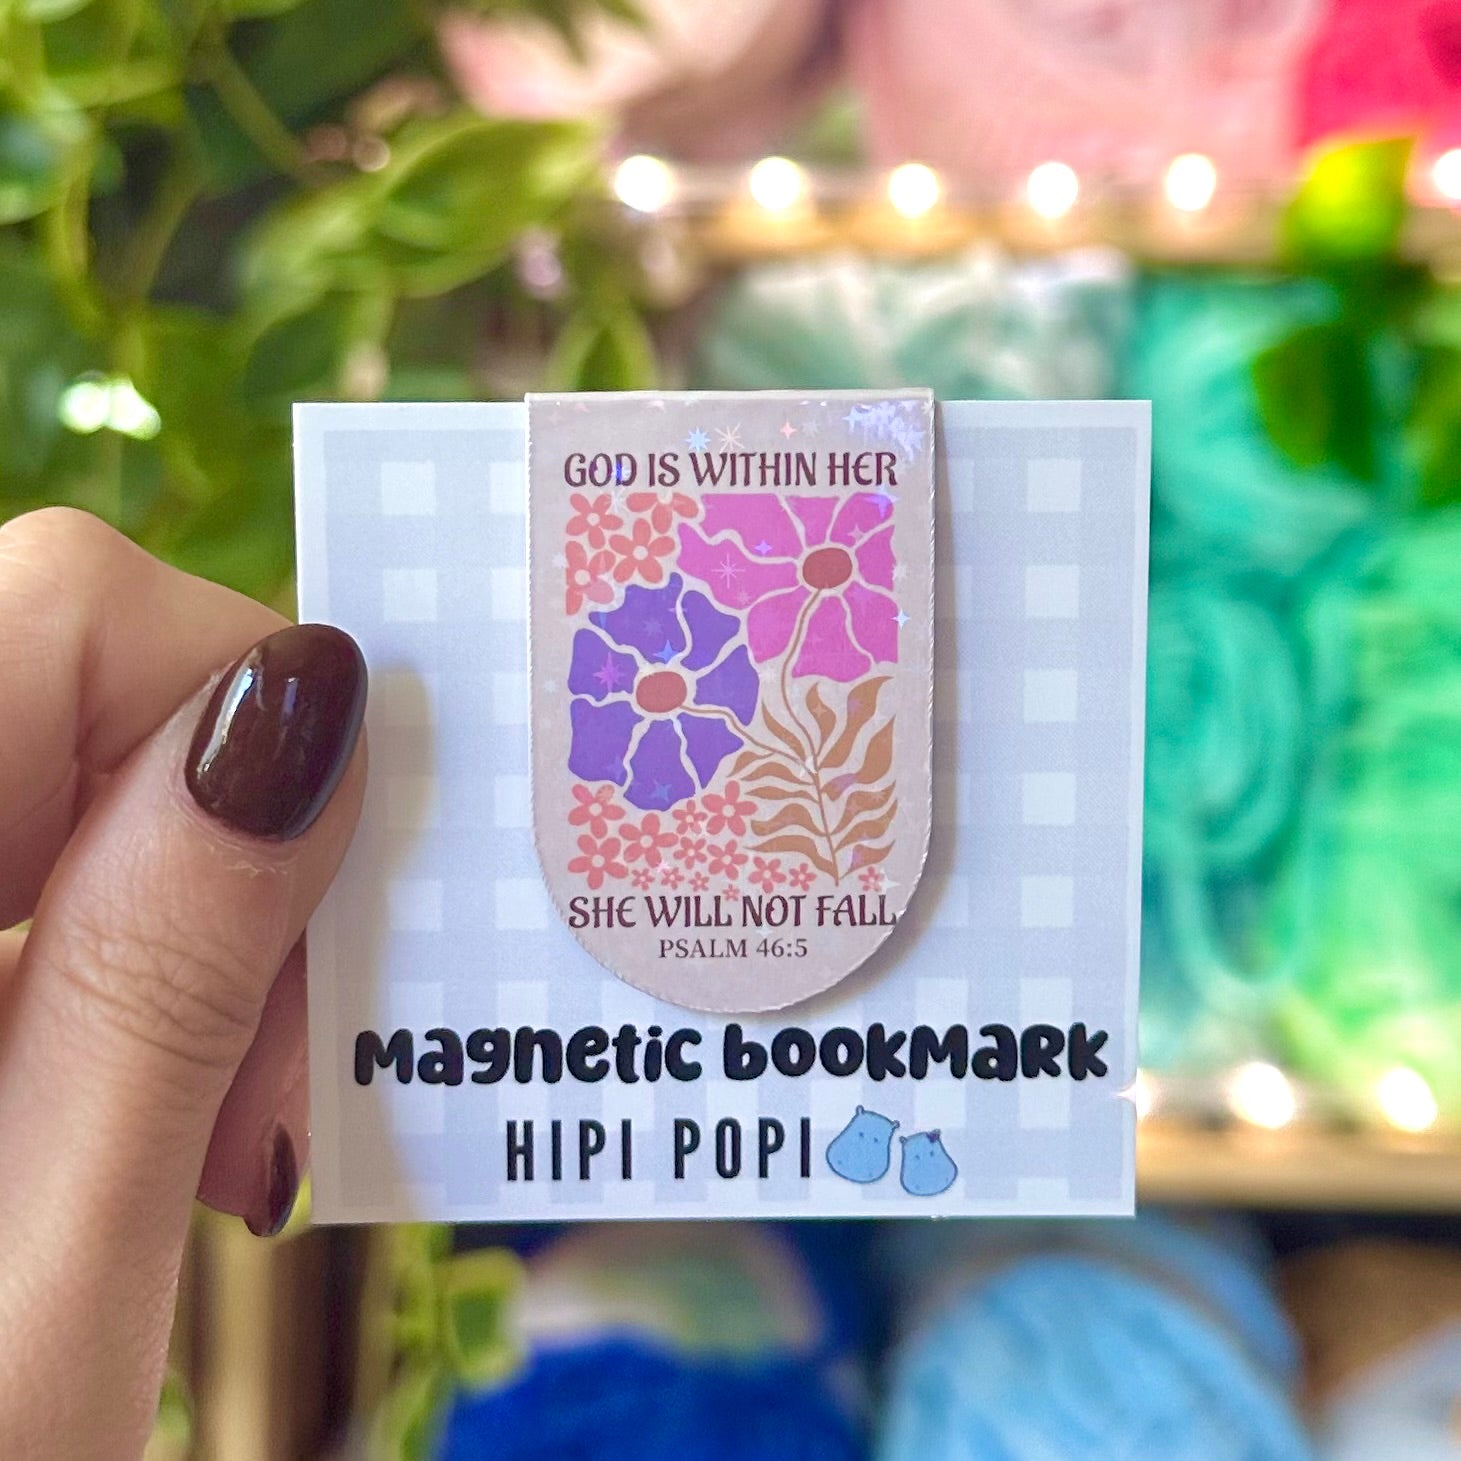 GOD IS WITHIN HER
SHE WILL NOT FALL
PSALM 46:5
magnetic bookmark
HIPI POPI